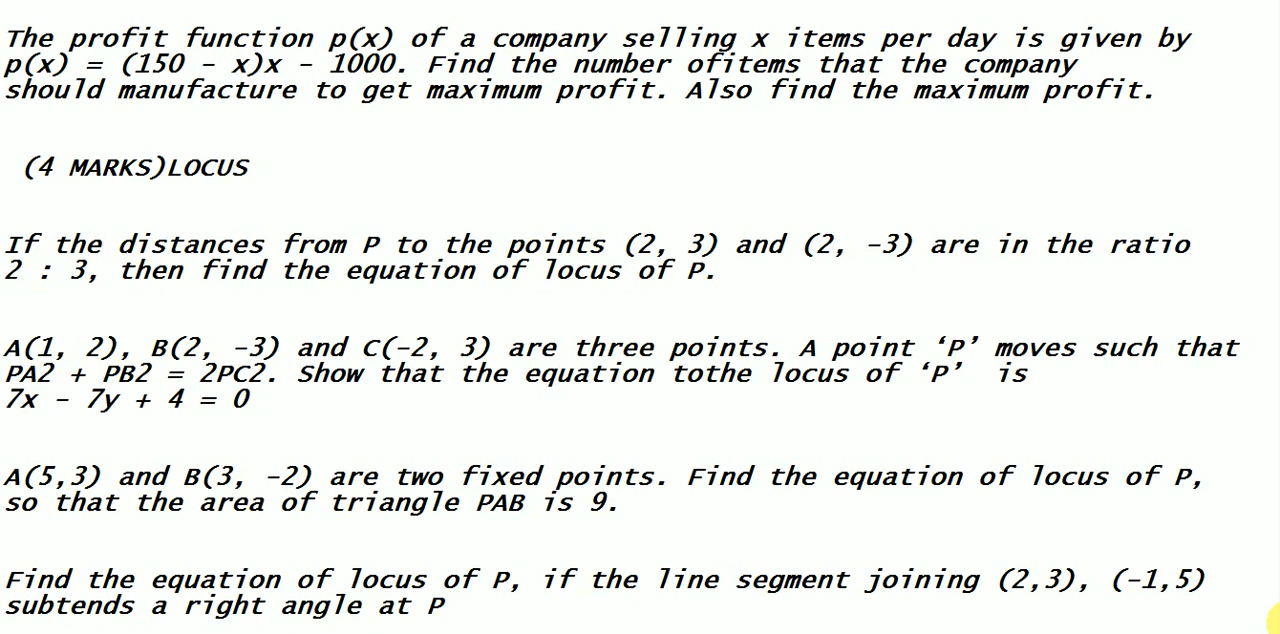 The profit function p(x) of a company selling x items per day is given by
p(x) = (150 – x)x – 1000. Find the number ofitems that the company
should manufacture to get maximum profit. Also find the maximum profit.
(4 MARKS)LOCUS
If the distances from P to the points (2, 3) and (2, –3) are in the ratio
2 : 3, then find the equation of locus of P.
A(1, 2), B(2, –3) and C(–2, 3) are three points. A point ‘P’ moves such that
PA2 + PB2 = 2PC2. Show that the equation tothe locus of ‘P’ is
7x – 7y + 4 = 0
A(5,3) and B(3, –2) are two fixed points. Find the equation of locus of P,
so that the area of triangle PAB is 9.
Find the equation of locus of P, if the line segment joining (2,3), (–1,5)
subtends a right angle at P